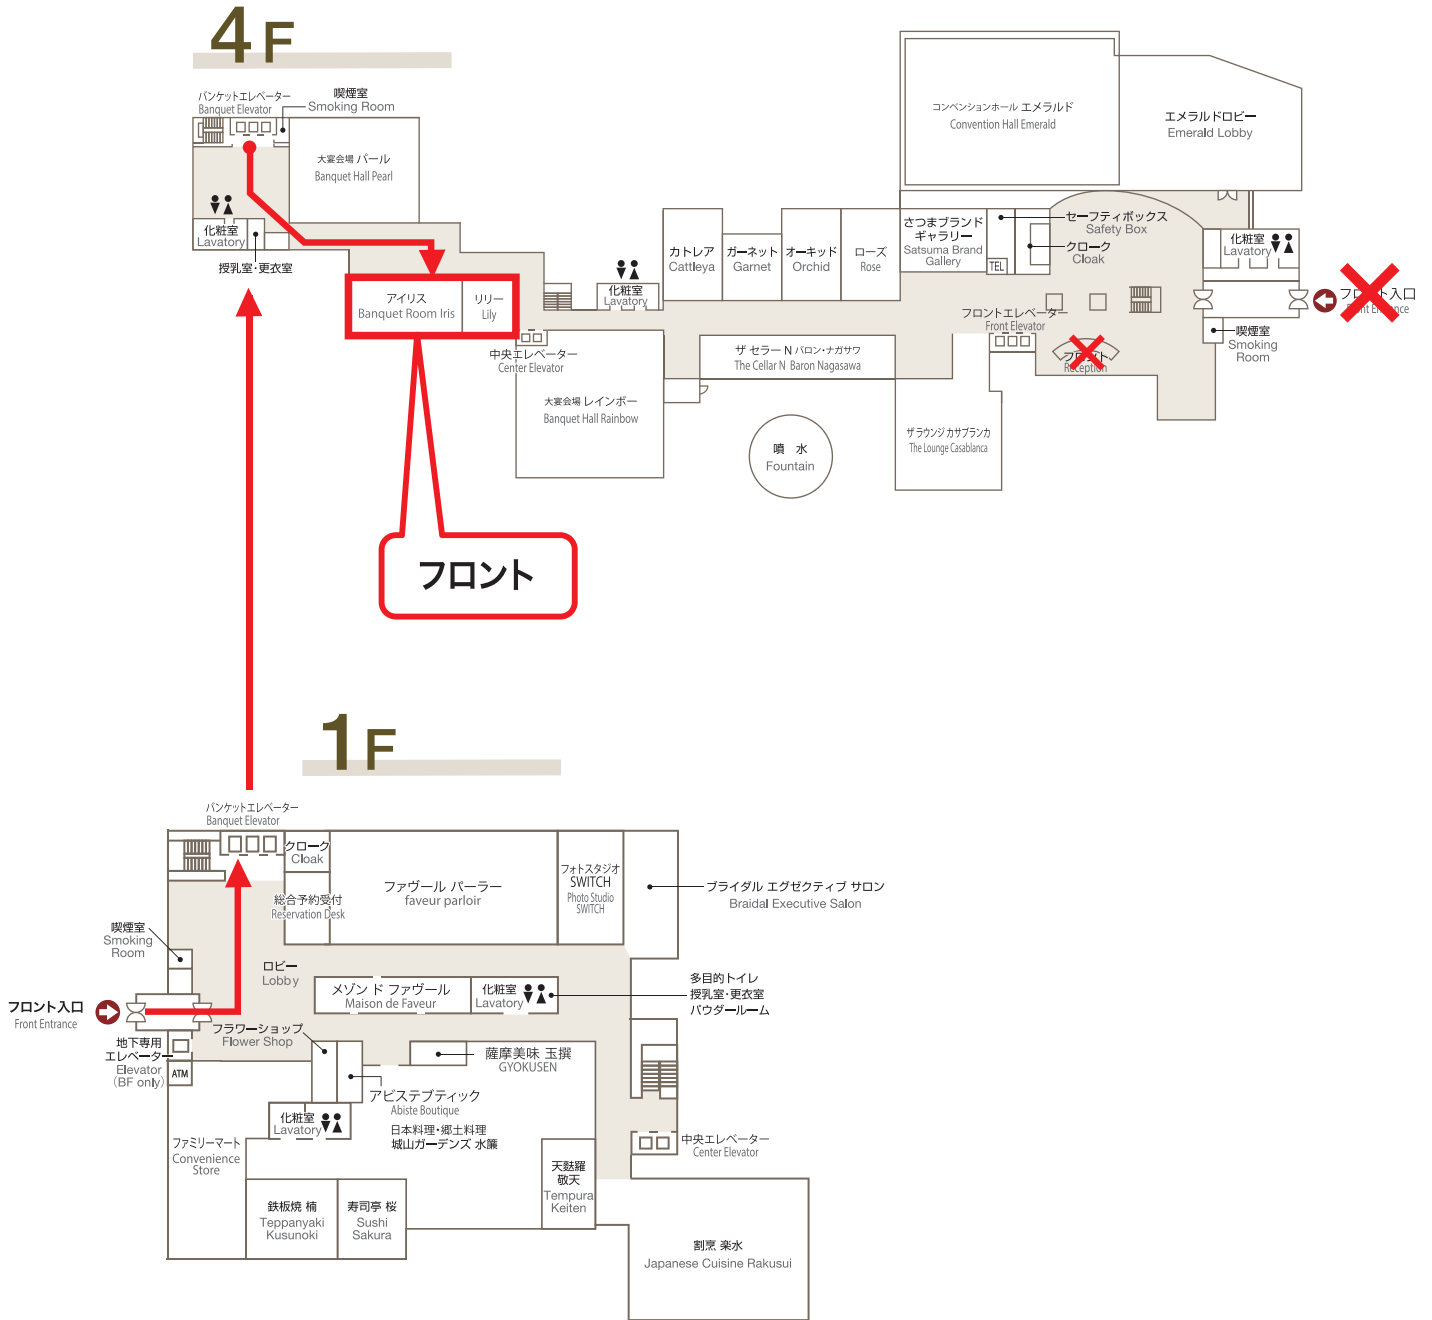 4F
バンケットエレベーター
Banquet Elevator
喫煙室
Smoking Room
大宴会場 パール
Banquet Hall Pearl
化粧室
Lavatory
授乳室・更衣室
アイリス
Banquet Room Iris
リリー
Lily
中央エレベーター
Center Elevator
化粧室
Lavatory
大宴会場 レインボー
Banquet Hall Rainbow
カトレア
Cattleya
ガーネット
Garnet
オーキッド
Orchid
ローズ
Rose
さつまブランド
ギャラリー
Satsuma Brand
Gallery
TEL
コンベンションホール エメラルド
Convention Hall Emerald
エメラルドロビー
Emerald Lobby
セーフティボックス
Safety Box
クローク
Cloak
化粧室
Lavatory
フロント入口
Front Entrance
喫煙室
Smoking
Room
フロントエレベーター
Front Elevator
フロント
Reception
ザ セラー N バロン・ナガサワ
The Cellar N Baron Nagasawa
ザ ラウンジ カサブランカ
The Lounge Casablanca
噴 水
Fountain
フロント
1F
バンケットエレベーター
Banquet Elevator
クローク
Cloak
総合予約受付
Reservation Desk
ファヴール パーラー
faveur parloir
フォトスタジオ
SWITCH
Photo Studio
SWITCH
ブライダル エグゼクティブ サロン
Braidal Executive Salon
喫煙室
Smoking
Room
ロビー
Lobby
メゾン ド ファヴール
Maison de Faveur
化粧室
Lavatory
多目的トイレ
授乳室・更衣室
パウダールーム
フロント入口
Front Entrance
地下専用
エレベーター
Elevator
(BF only)
ATM
フラワーショップ
Flower Shop
薩摩美味 玉撰
GYOKUSEN
アビステブティック
Abiste Boutique
化粧室
Lavatory
日本料理・郷土料理
城山ガーデンズ 水簾
ファミリーマート
Convenience
Store
鉄板焼 楠
Teppanyaki
Kusunoki
寿司亭 桜
Sushi
Sakura
天麩羅
敬天
Tempura
Keiten
中央エレベーター
Center Elevator
割烹 楽水
Japanese Cuisine Rakusui